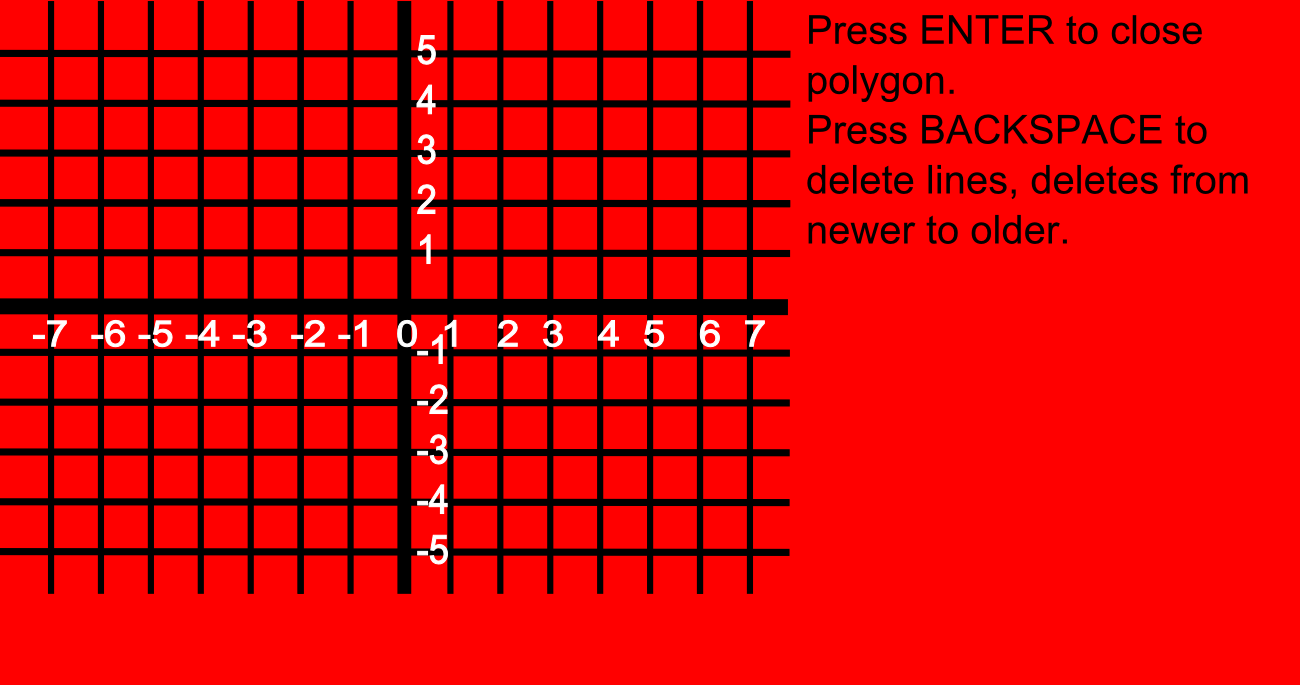 5
4
3
2
1
-7 -6 -5 -4 -3 -2 -1 0 1 2 3 4 5 6 7
-1
-2
-3
-4
-5
Press ENTER to close
polygon.
Press BACKSPACE to
delete lines, deletes from
newer to older.